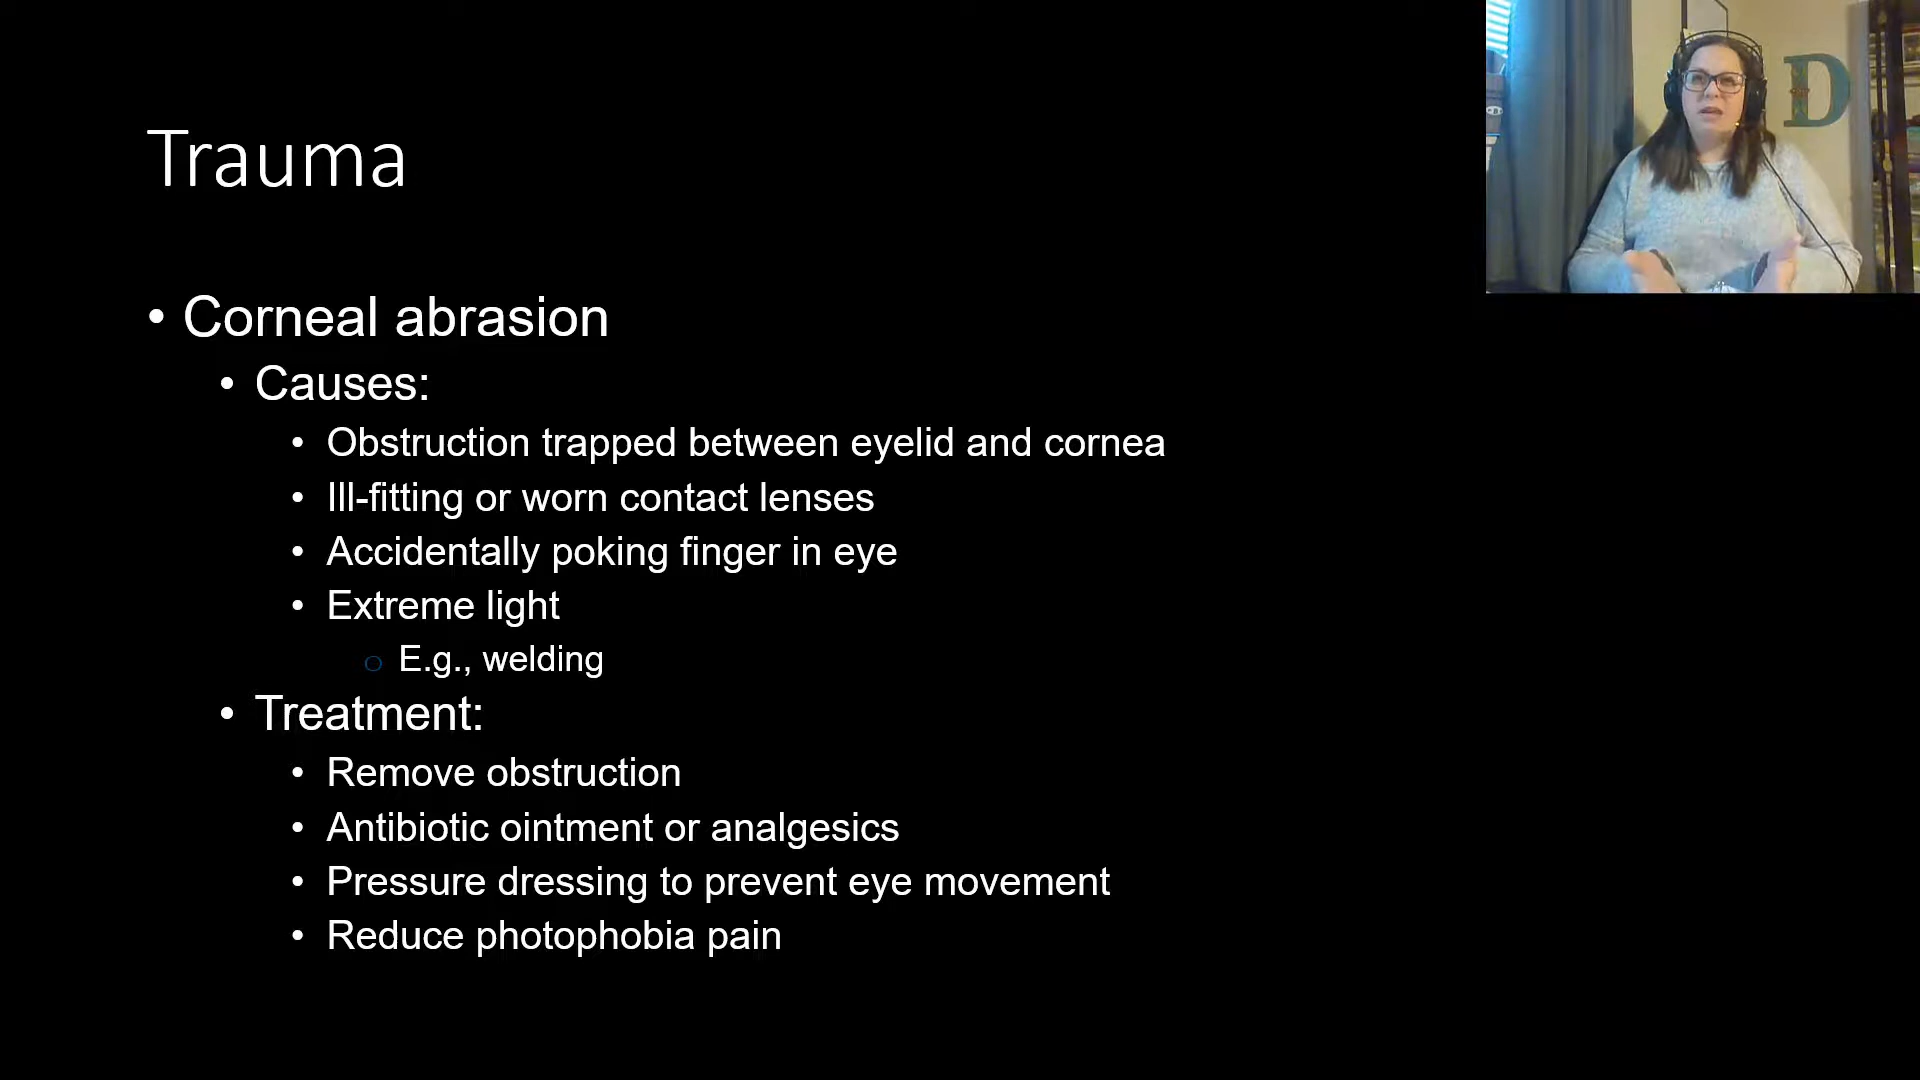 Trauma
• Corneal abrasion
• Causes:
• Obstruction trapped between eyelid and cornea
• Ill-fitting or worn contact lenses
• Accidentally poking finger in eye
• Extreme light
o E.g., welding
• Treatment:
• Remove obstruction
• Antibiotic ointment or analgesics
• Pressure dressing to prevent eye movement
• Reduce photophobia pain
D